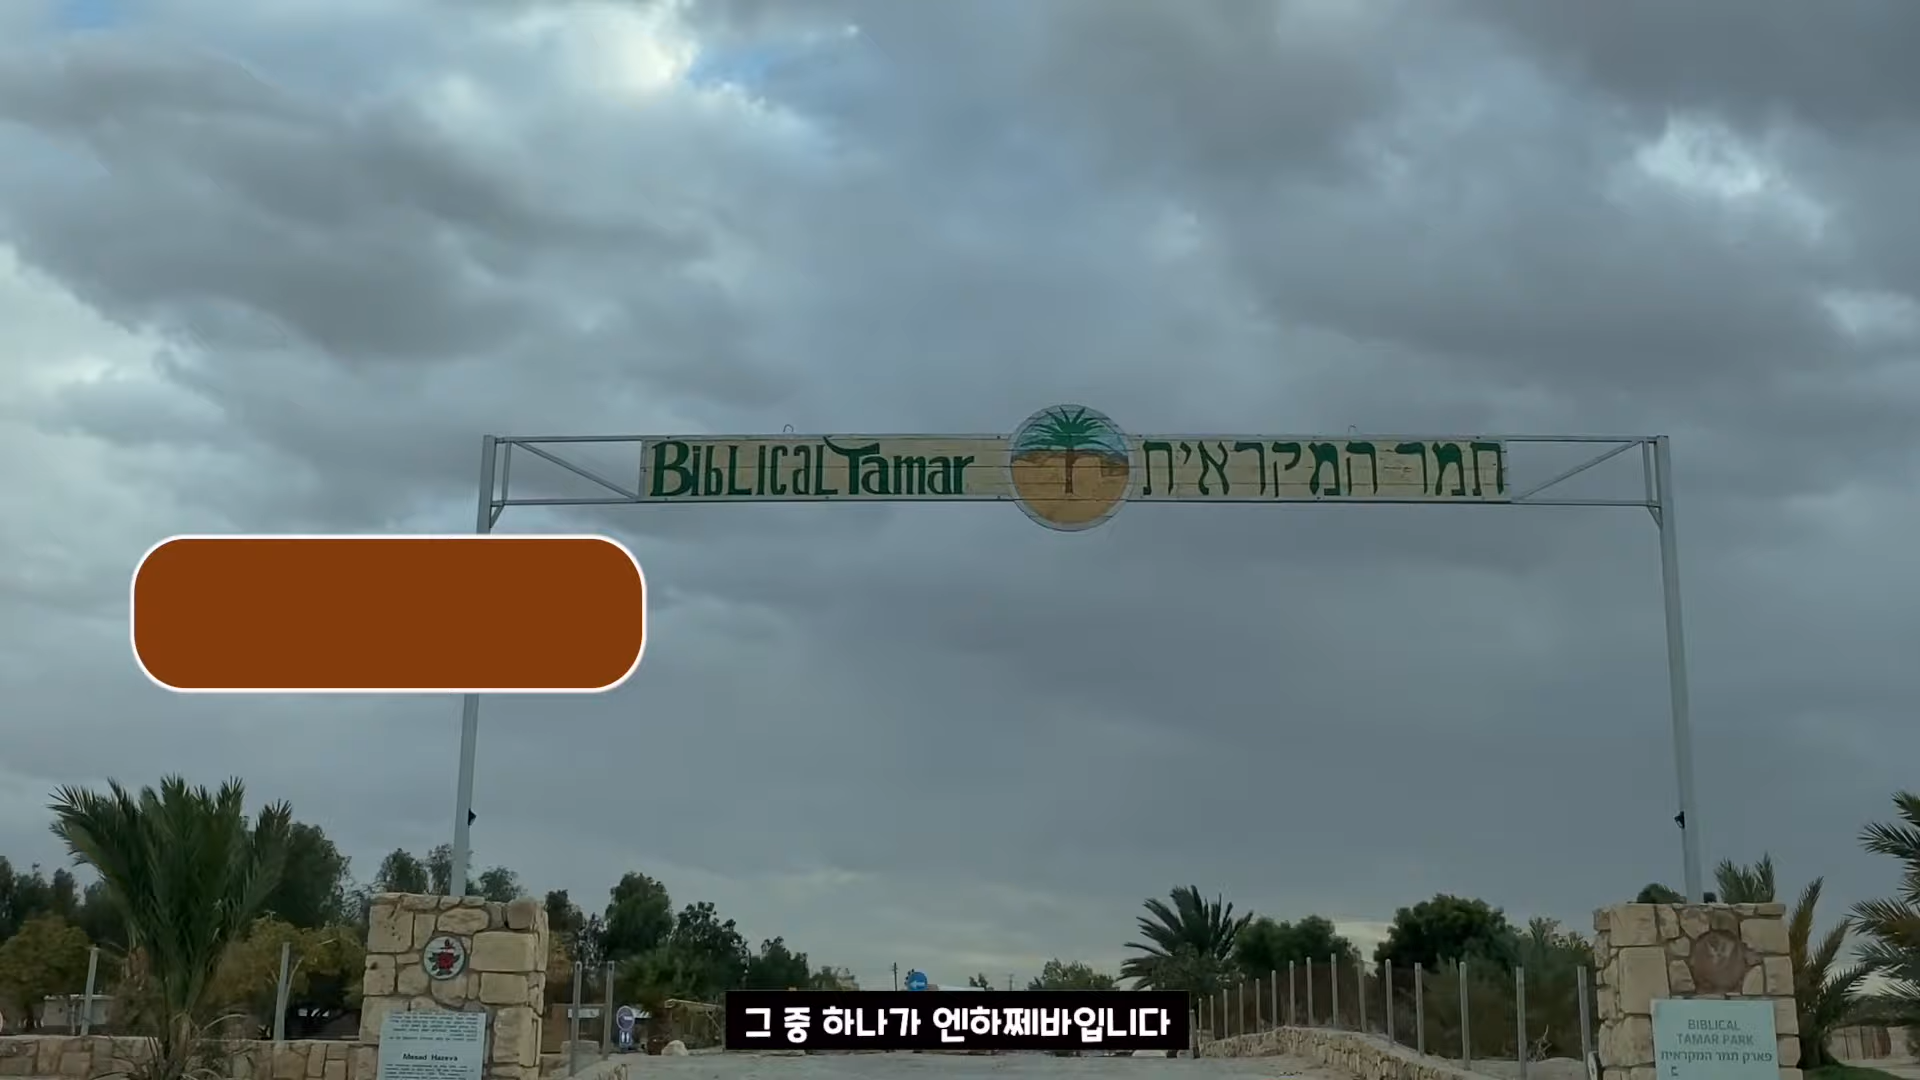 BibLICaL Tamar
תמר המקראית
Mesad Hazeva
BIBLICAL
TAMAR PARK
פארק תמר המקראית
그 중 하나가 엔하쩨바입니다